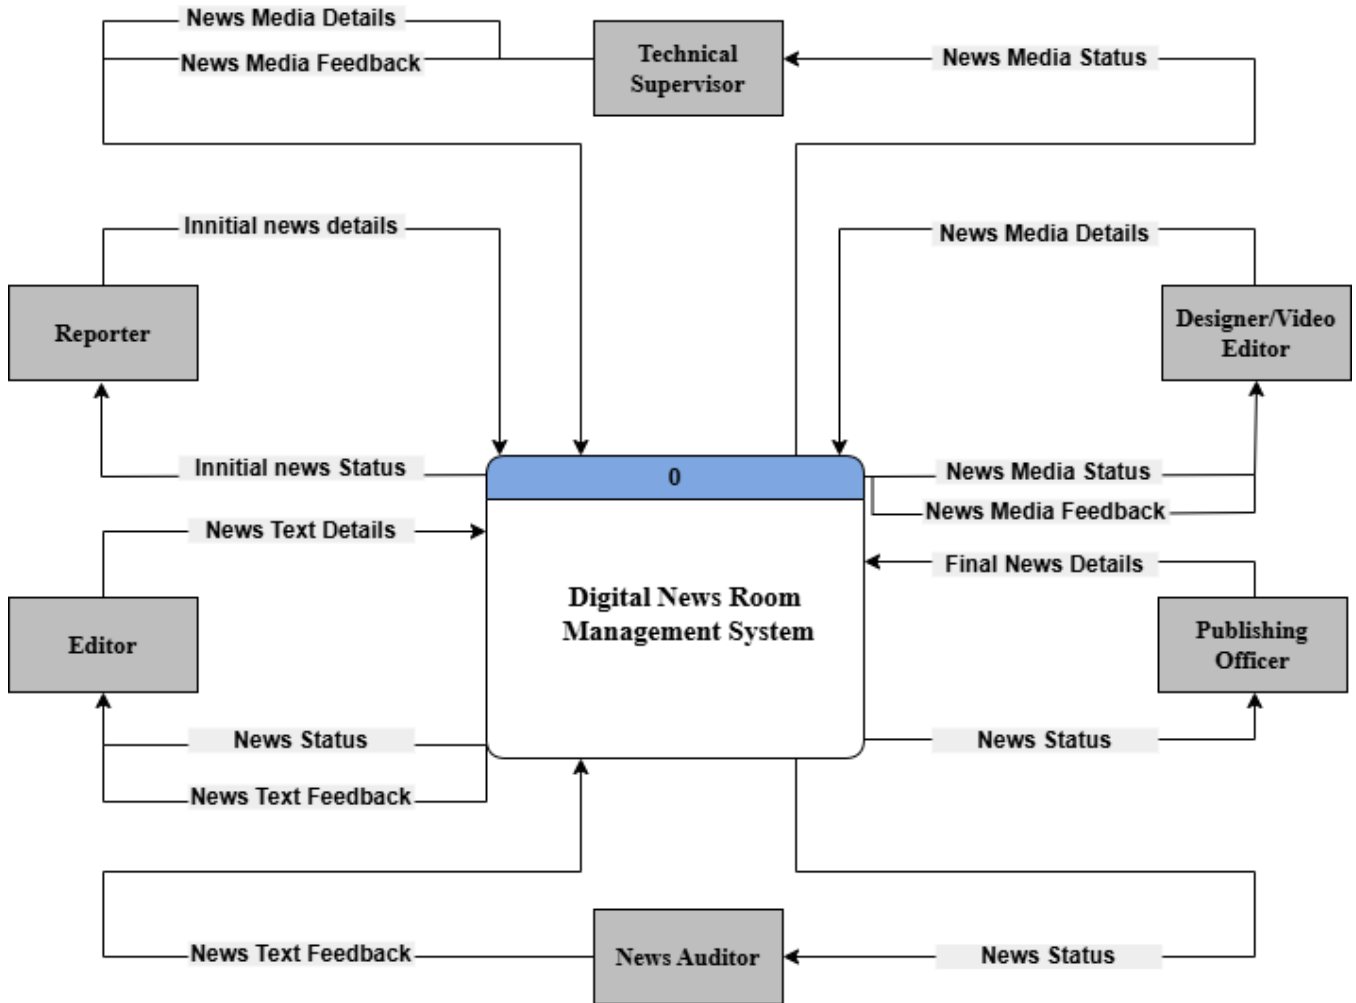 News Media Details
News Media Feedback
Technical
Supervisor
News Media Status
Innitial news details
News Media Details
Reporter
Designer/Video
Editor
Innitial news Status
0
News Media Status
News Media Feedback
News Text Details
Final News Details
Digital News Room
Management System
Editor
Publishing
Officer
News Status
News Status
News Text Feedback
News Text Feedback
News Auditor
News Status